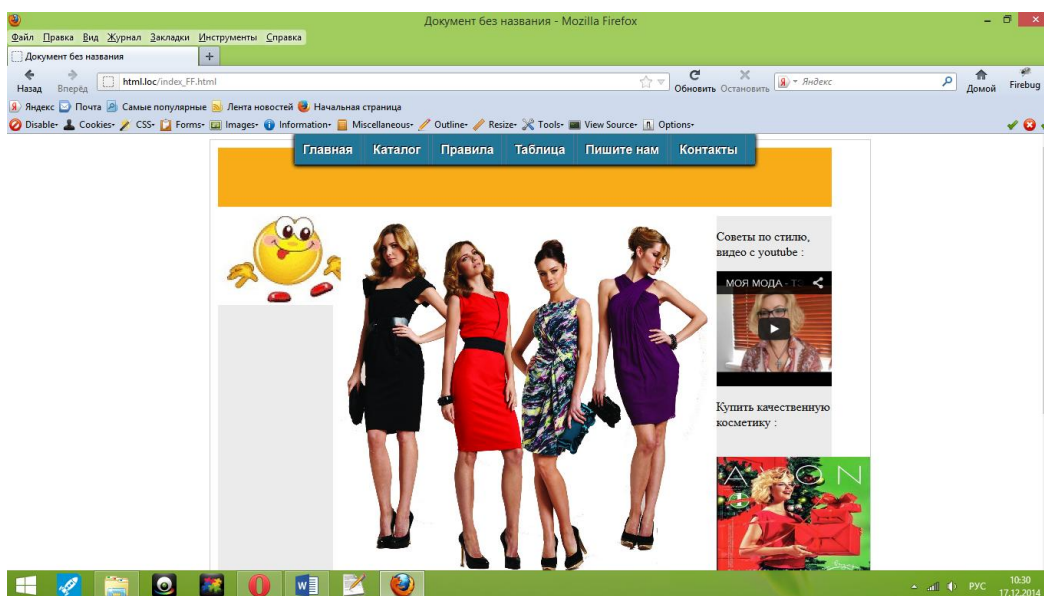 Документ без названия - Mozilla Firefox
Файл Правка Вид Журнал Закладки Инструменты Справка
Документ без названия +
Назад Вперёд html.loc/index_FF.html Обновить Остановить Я Яндекс Домой Firebug
Яндекс Почта Самые популярные Лента новостей Начальная страница
Disable Cookies CSS Forms Images Information Miscellaneous Outline Resize Tools View Source Options
Главная Каталог Правила Таблица Пишите нам Контакты
Советы по стилю,
видео с youtube :
МОЯ МОДА -
Купить качественную
косметику :
AVON
РУС 10:30
17.12.2014